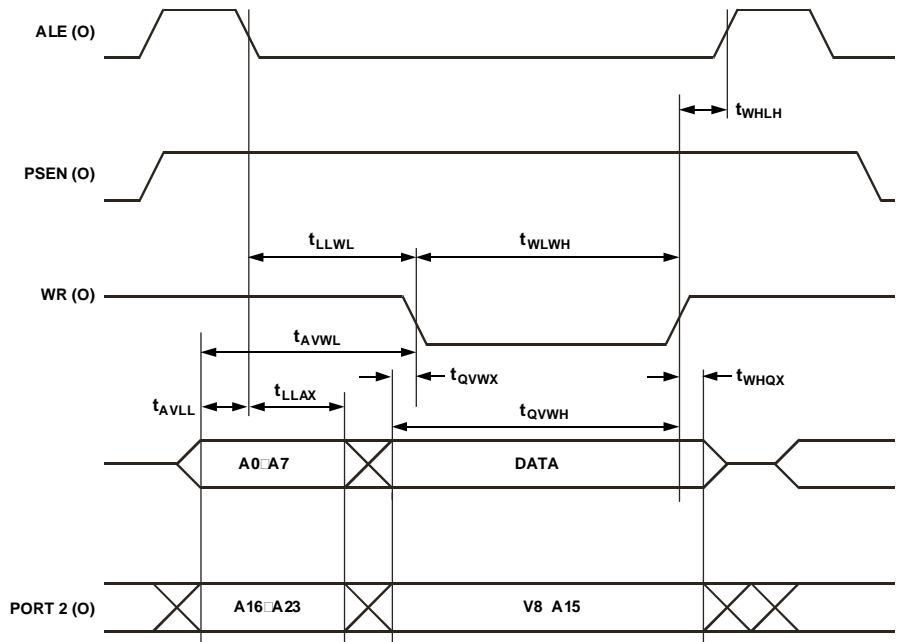 ALE (O)
tWHLH
PSEN (O)
tLLWL
tWLWH
WR (O)
tAVWL
tQVWX
tWHQX
tAVLL
tLLAX
tQVWH
A0□A7
DATA
PORT 2 (O)
A16□A23
V8 A15